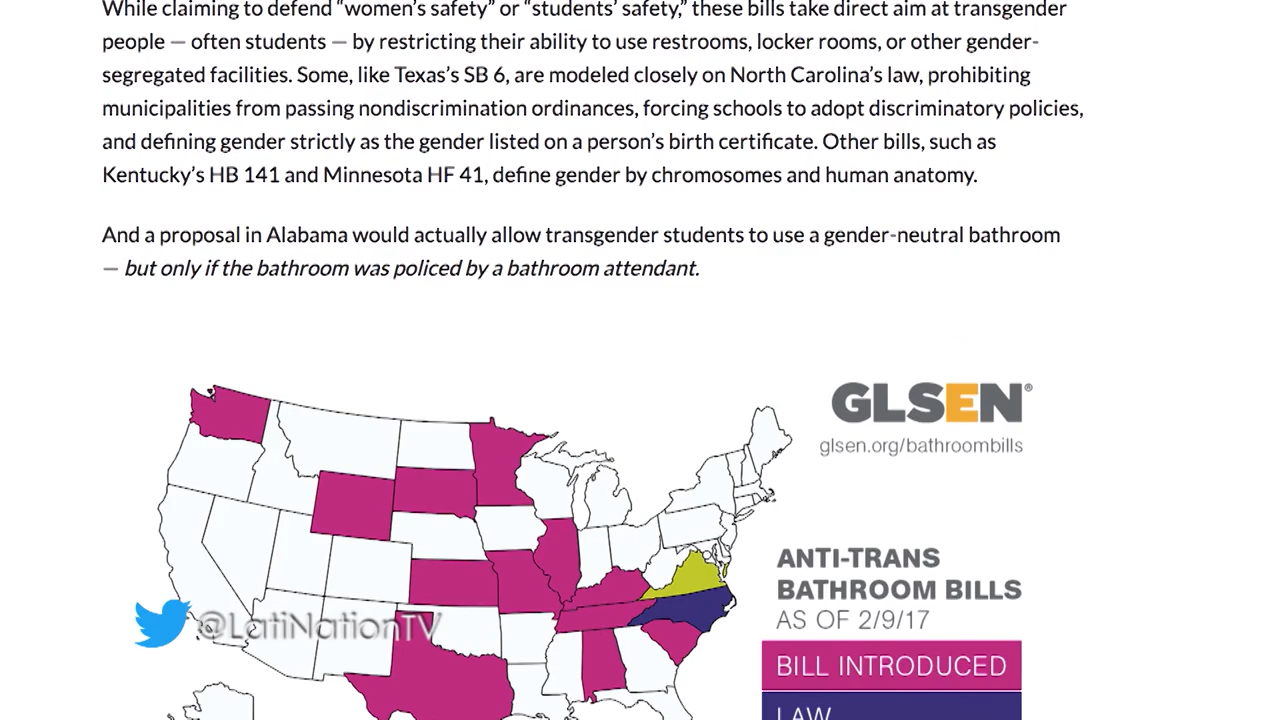 While claiming to defend “women’s safety” or “students’ safety,” these bills take direct aim at transgender
people — often students — by restricting their ability to use restrooms, locker rooms, or other gender-
segregated facilities. Some, like Texas’s SB 6, are modeled closely on North Carolina’s law, prohibiting
municipalities from passing nondiscrimination ordinances, forcing schools to adopt discriminatory policies,
and defining gender strictly as the gender listed on a person’s birth certificate. Other bills, such as
Kentucky’s HB 141 and Minnesota HF 41, define gender by chromosomes and human anatomy.
And a proposal in Alabama would actually allow transgender students to use a gender-neutral bathroom
— but only if the bathroom was policed by a bathroom attendant.
GLSEN®
glsen.org/bathroombills
ANTI-TRANS
BATHROOM BILLS
AS OF 2/9/17
@LatiNationTV
BILL INTRODUCED
LAW